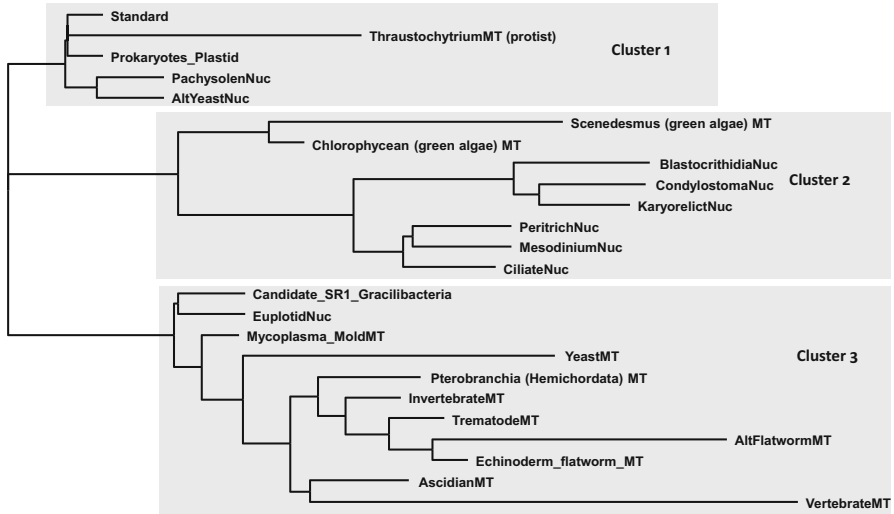 Standard
ThraustochytriumMT (protist)
Cluster 1
Prokaryotes_Plastid
PachysolenNuc
AltYeastNuc
Scenedesmus (green algae) MT
Chlorophycean (green algae) MT
BlastocrithidiaNuc
Cluster 2
CondylostomaNuc
KaryorelictNuc
PeritrichNuc
MesodiniumNuc
CiliateNuc
Candidate_SR1_Gracilibacteria
EuplotidNuc
Mycoplasma_MoldMT
YeastMT
Cluster 3
Pterobranchia (Hemichordata) MT
InvertebrateMT
TrematodeMT
AltFlatwormMT
Echinoderm_flatworm_MT
AscidianMT
VertebrateMT